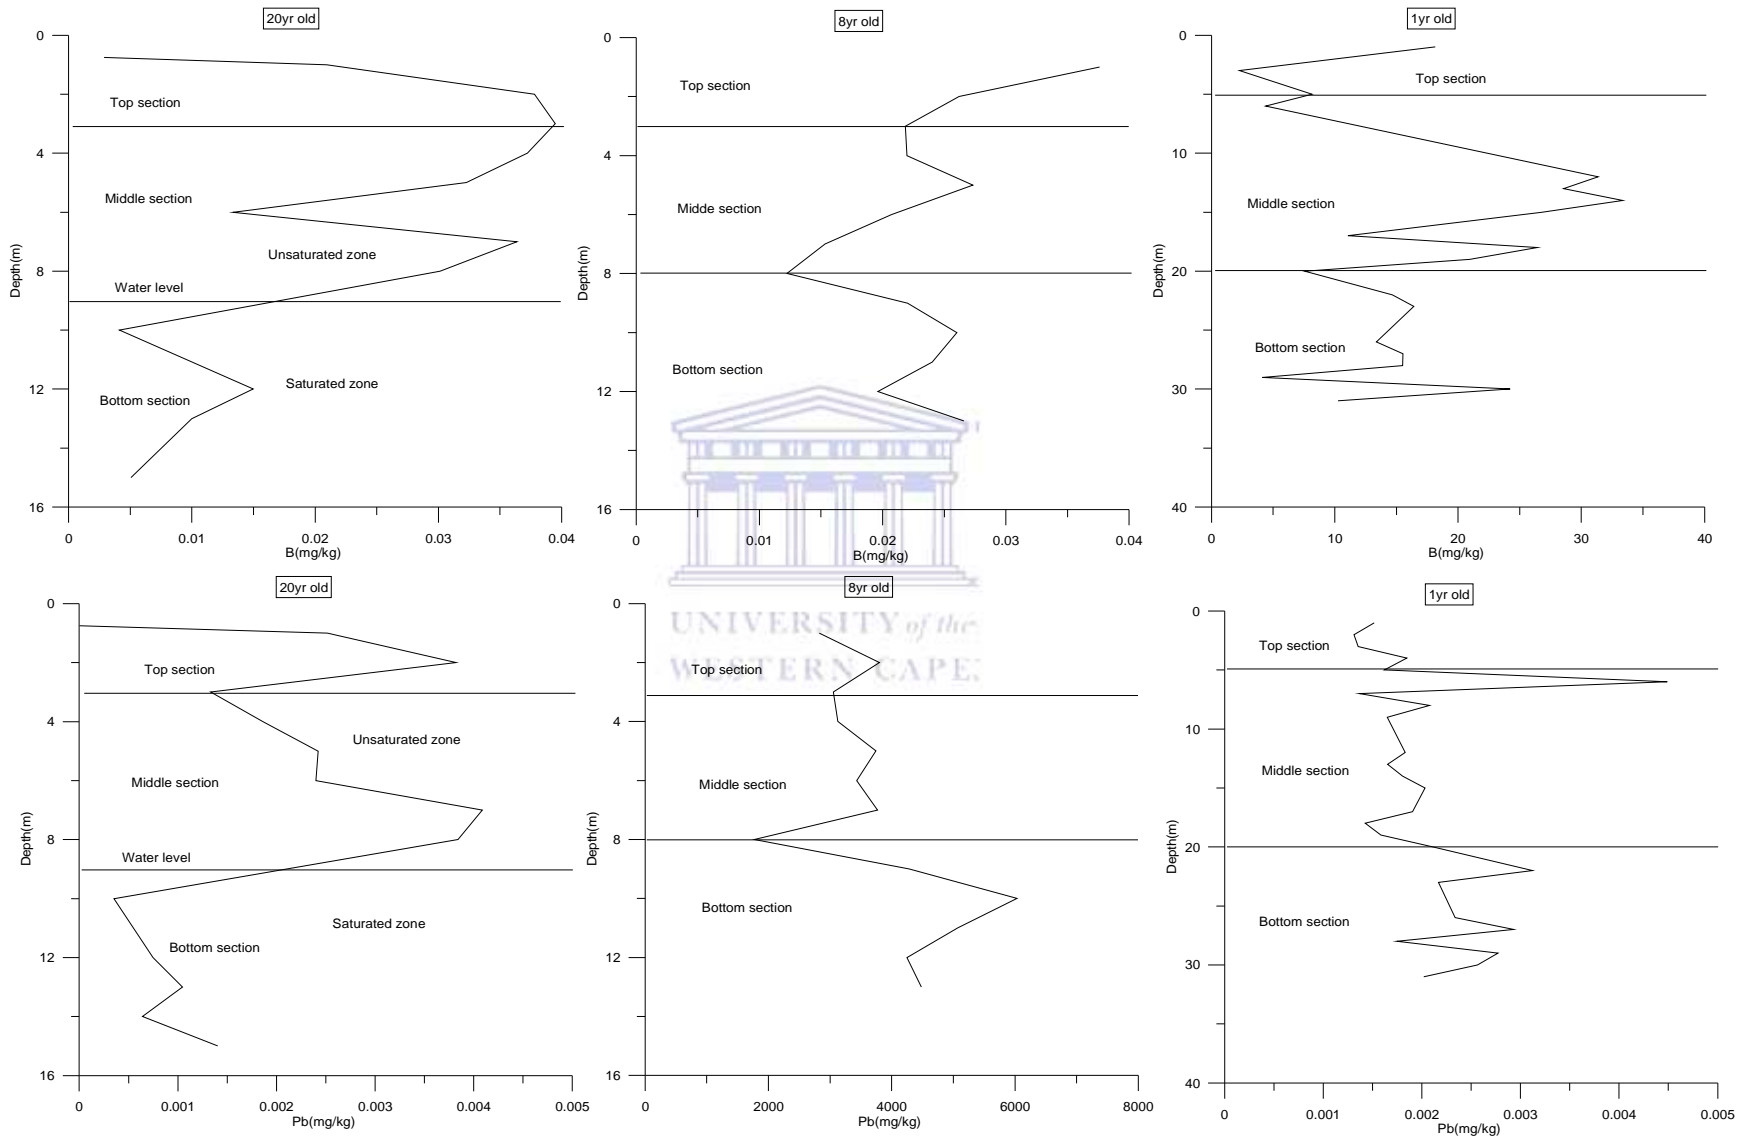 20yr old
0
4
8
12
16
Depth(m)
Top section
Middle section
Unsaturated zone
Water level
Saturated zone
Bottom section
0 0.01 0.02 0.03 0.04
B(mg/kg)
8yr old
0
4
8
12
16
Depth(m)
Top section
Midde section
Bottom section
0 0.01 0.02 0.03 0.04
B(mg/kg)
1yr old
0
10
20
30
40
Depth(m)
Top section
Middle section
Bottom section
0 10 20 30 40
B(mg/kg)
UNIVERSITY of the
WESTERN CAPE
20yr old
0
4
8
12
16
Depth(m)
Top section
Unsaturated zone
Middle section
Water level
Saturated zone
Bottom section
0 0.001 0.002 0.003 0.004 0.005
Pb(mg/kg)
8yr old
0
4
8
12
16
Depth(m)
Top section
Middle section
Bottom section
0 2000 4000 6000 8000
Pb(mg/kg)
1yr old
0
10
20
30
40
Depth(m)
Top section
Middle section
Bottom section
0 0.001 0.002 0.003 0.004 0.005
Pb(mg/kg)